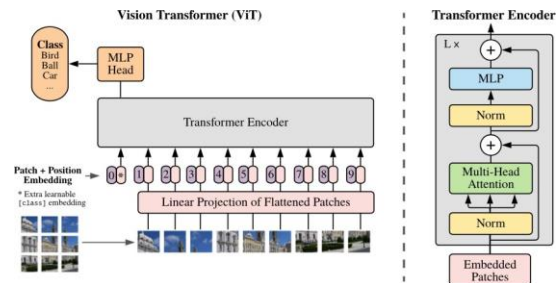 Vision Transformer (ViT)
Class
Bird
Ball
Car
...
MLP
Head
Transformer Encoder
Patch + Position
Embedding
* Extra learnable
[class] embedding
0 * 1 2 3 4 5 6 7 8 9
Linear Projection of Flattened Patches
Transformer Encoder
L ×
+
MLP
Norm
+
Multi-Head
Attention
Norm
Embedded
Patches